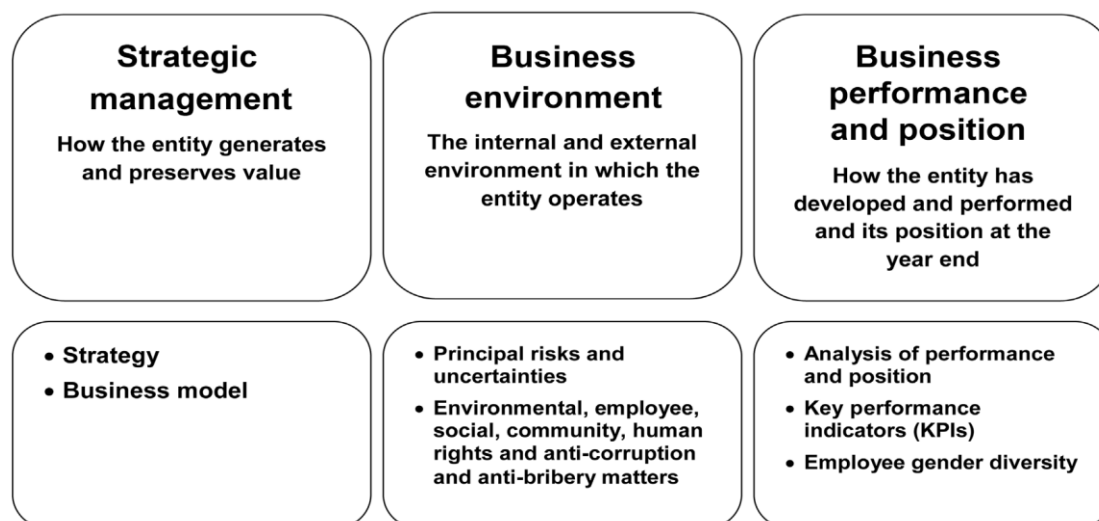 Strategic
management
How the entity generates
and preserves value
Business
environment
The internal and external
environment in which the
entity operates
Business
performance
and position
How the entity has
developed and performed
and its position at the
year end
• Strategy
• Business model
• Principal risks and
uncertainties
• Environmental, employee,
social, community, human
rights and anti-corruption
and anti-bribery matters
• Analysis of performance
and position
• Key performance
indicators (KPIs)
• Employee gender diversity